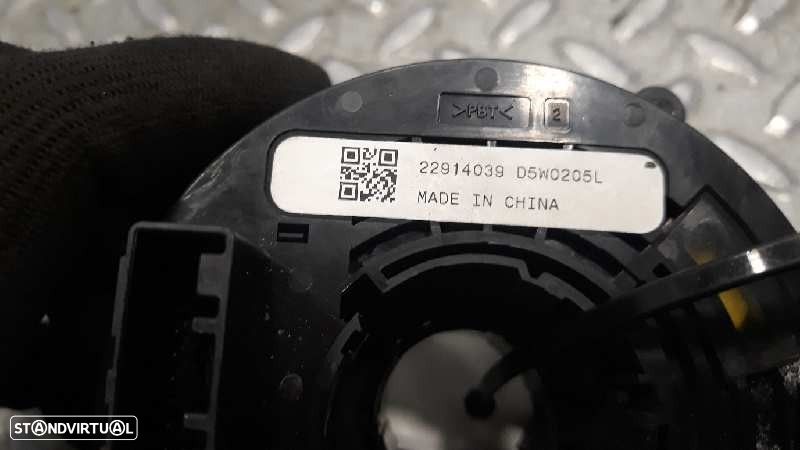 >PBT< 2
22914039 D5W0205L
MADE IN CHINA
STANDVIRTUAL